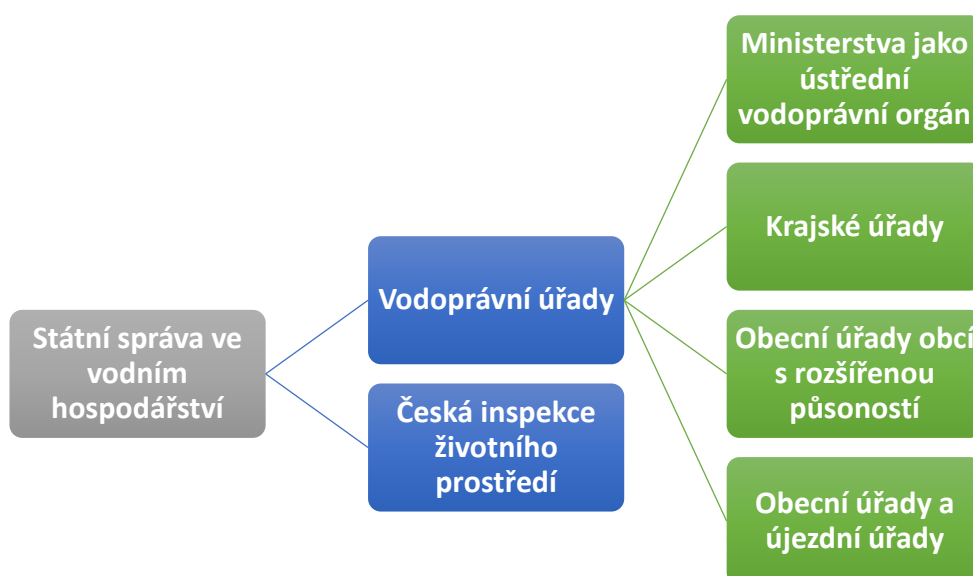 Státní správa ve
vodním
hospodářství
Vodoprávní úřady
Česká inspekce
životního
prostředí
Ministerstva jako
ústřední
vodoprávní orgán
Krajské úřady
Obecní úřady obcí
s rozšířenou
půsoností
Obecní úřady a
újezdní úřady